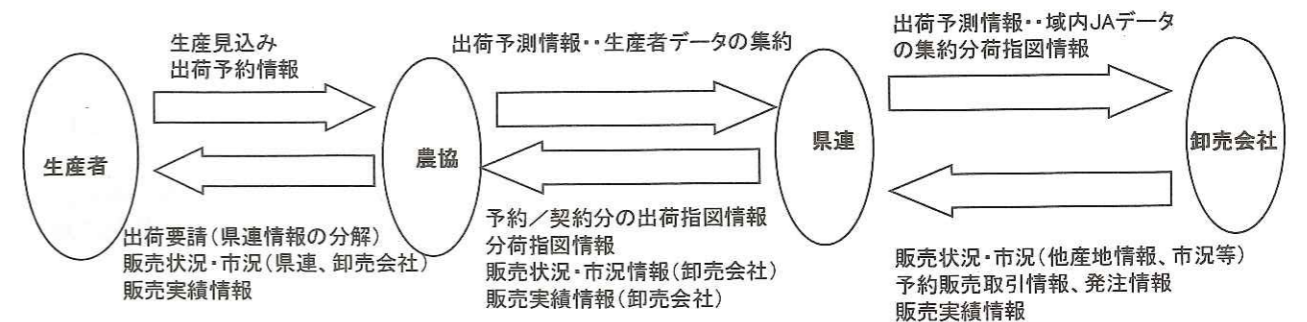 生産見込み
出荷予約情報
出荷予測情報・・生産者データの集約
出荷予測情報・・域内JAデータ
の集約分荷指図情報
生産者
農協
県連
卸売会社
出荷要請(県連情報の分解)
販売状況・市況(県連、卸売会社)
販売実績情報
予約／契約分の出荷指図情報
分荷指図情報
販売状況・市況情報(卸売会社)
販売実績情報(卸売会社)
販売状況・市況(他産地情報、市況等)
予約販売取引情報、発注情報
販売実績情報